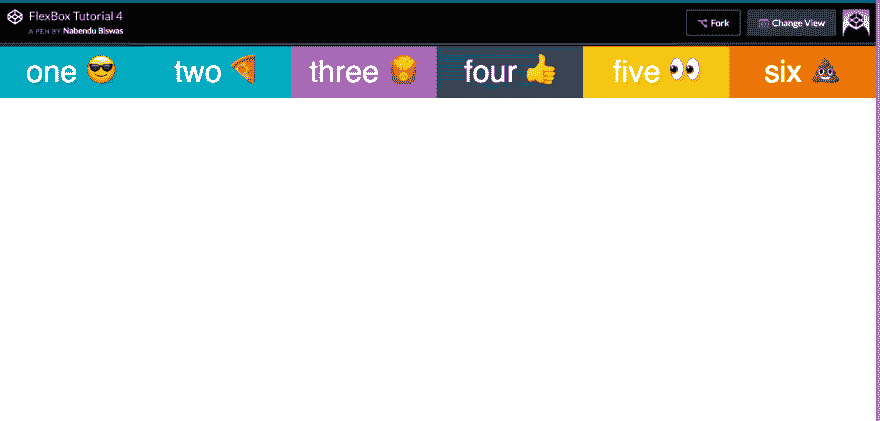 FlexBox Tutorial 4
A PEN BY Nabendu Biswas
Fork
Change View
one 😎 two 🍕 three 🍟 four 👍 five 👀 six 💩